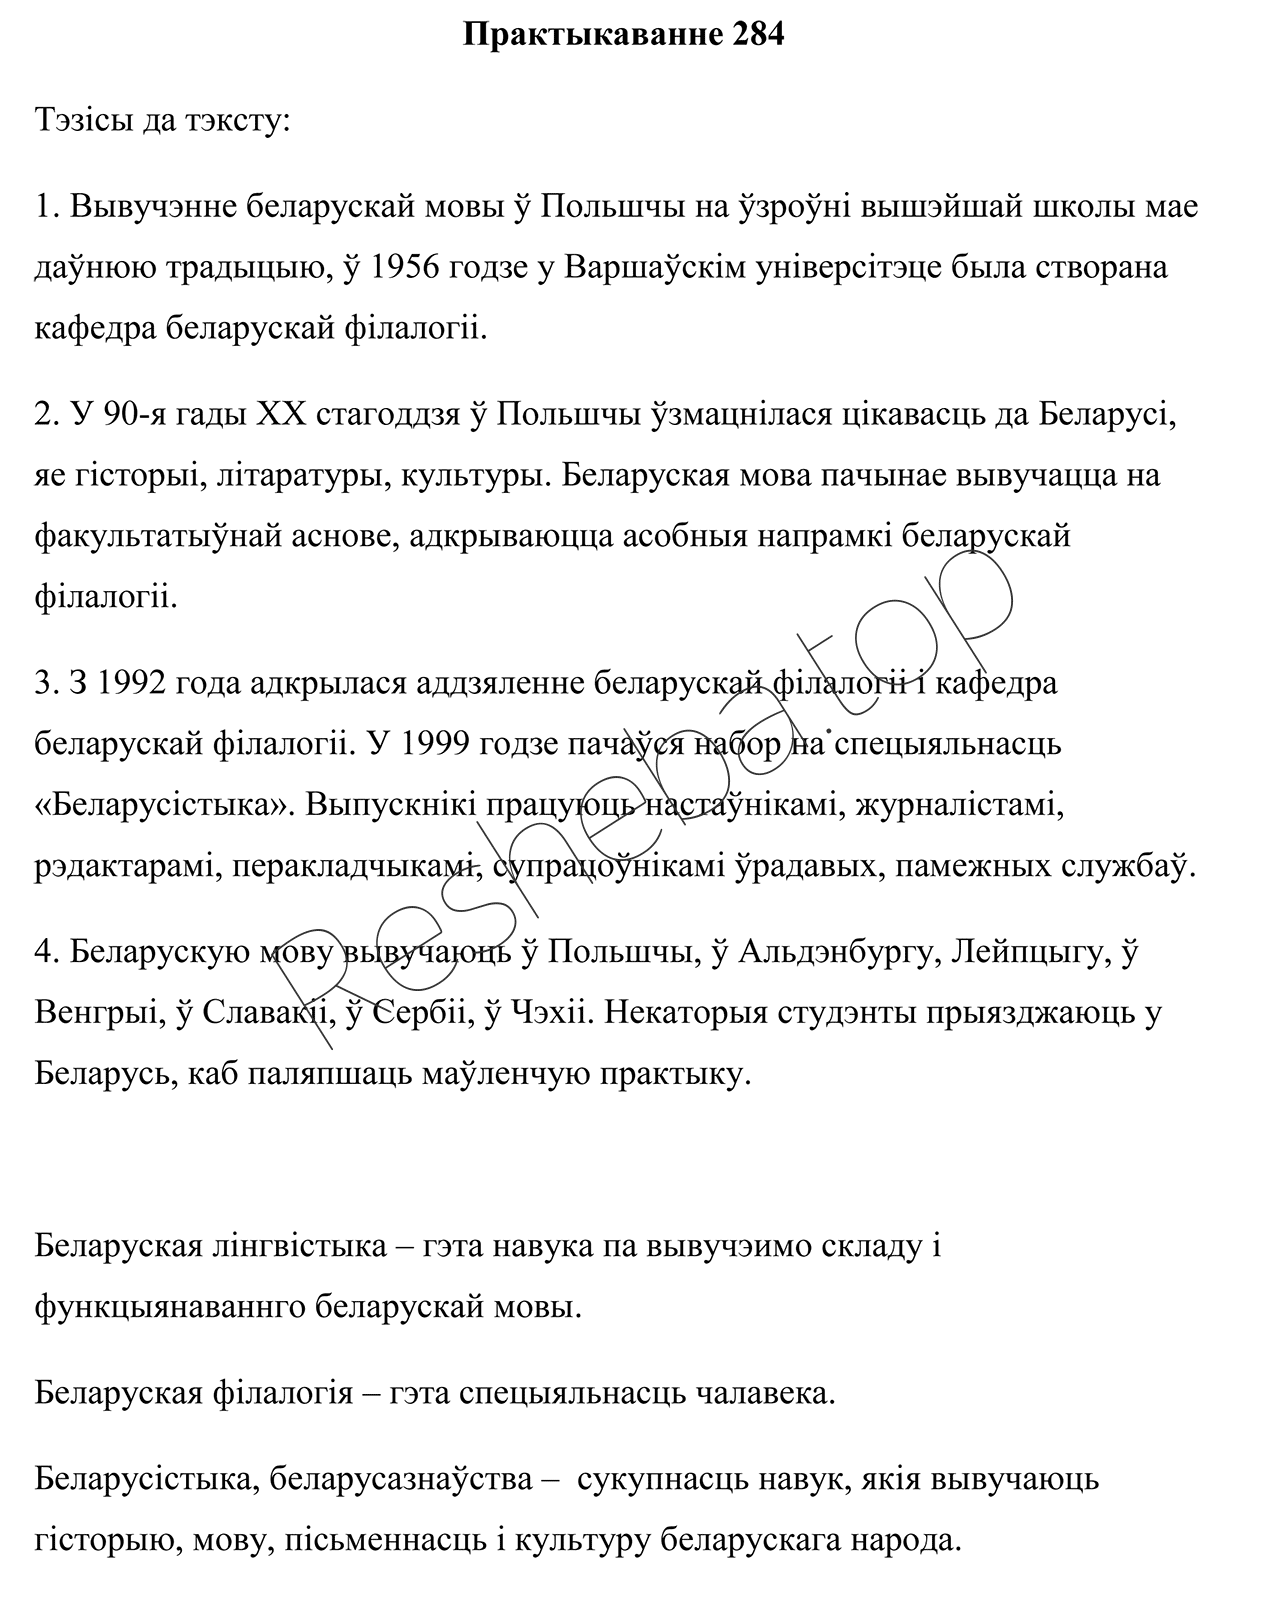 Практыкаванне 284
Тэзісы да тэксту:
1. Вывучэнне беларускай мовы ў Польшчы на ўзроўні вышэйшай школы мае
даўнюю традыцыю, ў 1956 годзе у Варшаўскім універсітэце была створана
кафедра беларускай філалогіі.
2. У 90-я гады ХХ стагоддзя ў Польшчы ўзмацнілася цікавасць да Беларусі,
яе гісторыі, літаратуры, культуры. Беларуская мова пачынае вывучацца на
факультатыўнай аснове, адкрываюцца асобныя напрамкі беларускай
філалогіі.
3. З 1992 года адкрылася аддзяленне беларускай філалогіі і кафедра
беларускай філалогіі. У 1999 годзе пачаўся набор на спецыяльнасць
«Беларусістыка». Выпускнікі працуюць настаўнікамі, журналістамі,
рэдактарамі, перакладчыкамі, супрацоўнікамі ўрадавых, памежных службаў.
4. Беларускую мову вывучаюць ў Польшчы, ў Альдэнбургу, Лейпцыгу, ў
Венгрыі, ў Славакіі, ў Сербіі, ў Чэхіі. Некаторыя студэнты прыязджаюць у
Беларусь, каб паляпшаць маўленчую практыку.
Беларуская лінгвістыка – гэта навука па вывучэимо складу і
функцыянаваннго беларускай мовы.
Беларуская філалогія – гэта спецыяльнасць чалавека.
Беларусістыка, беларусазнаўства – сукупнасць навук, якія вывучаюць
гісторыю, мову, пісьменнасць і культуру беларускага народа.
Resheba.top